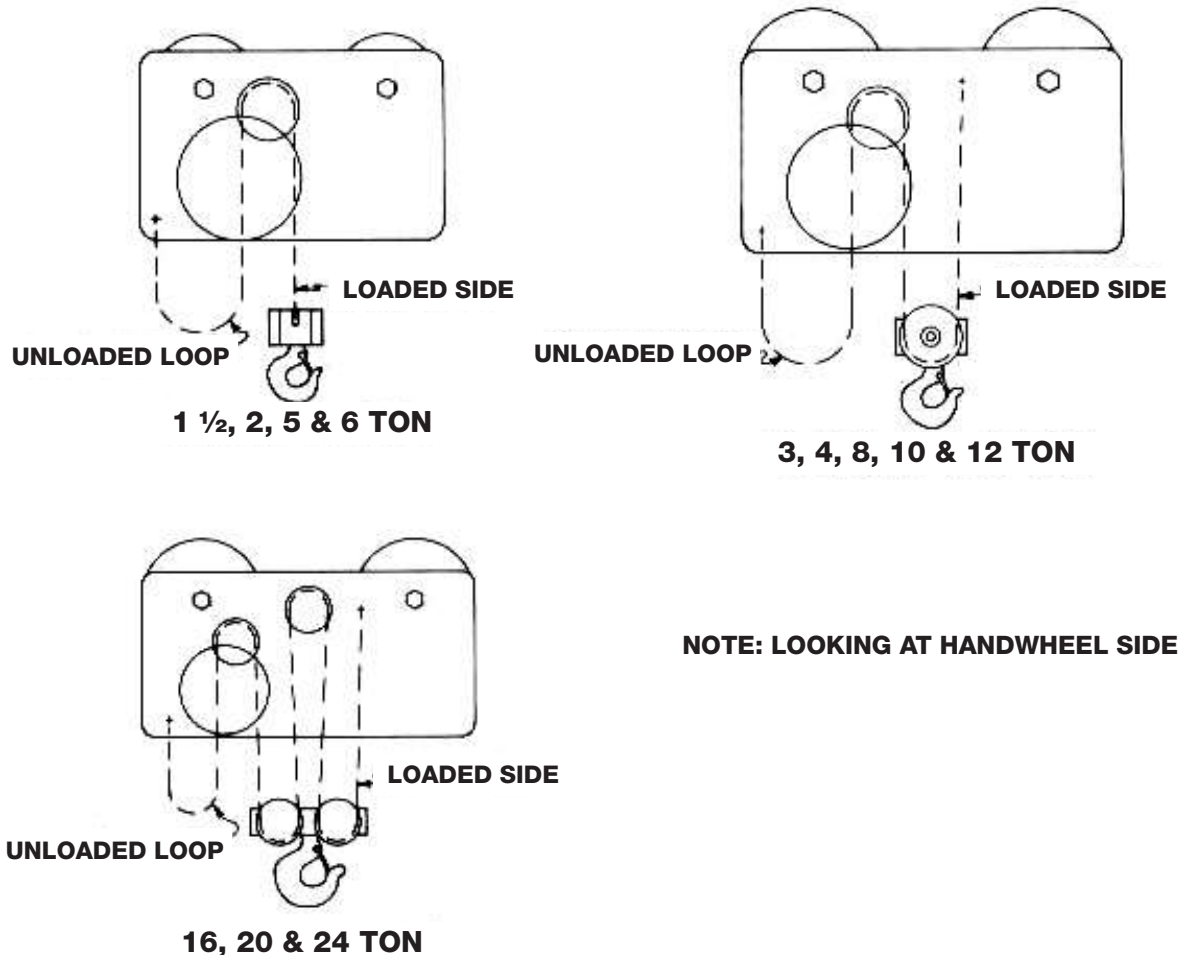 LOADED SIDE
UNLOADED LOOP
1 ½, 2, 5 & 6 TON
LOADED SIDE
UNLOADED LOOP
3, 4, 8, 10 & 12 TON
LOADED SIDE
UNLOADED LOOP
16, 20 & 24 TON
NOTE: LOOKING AT HANDWHEEL SIDE